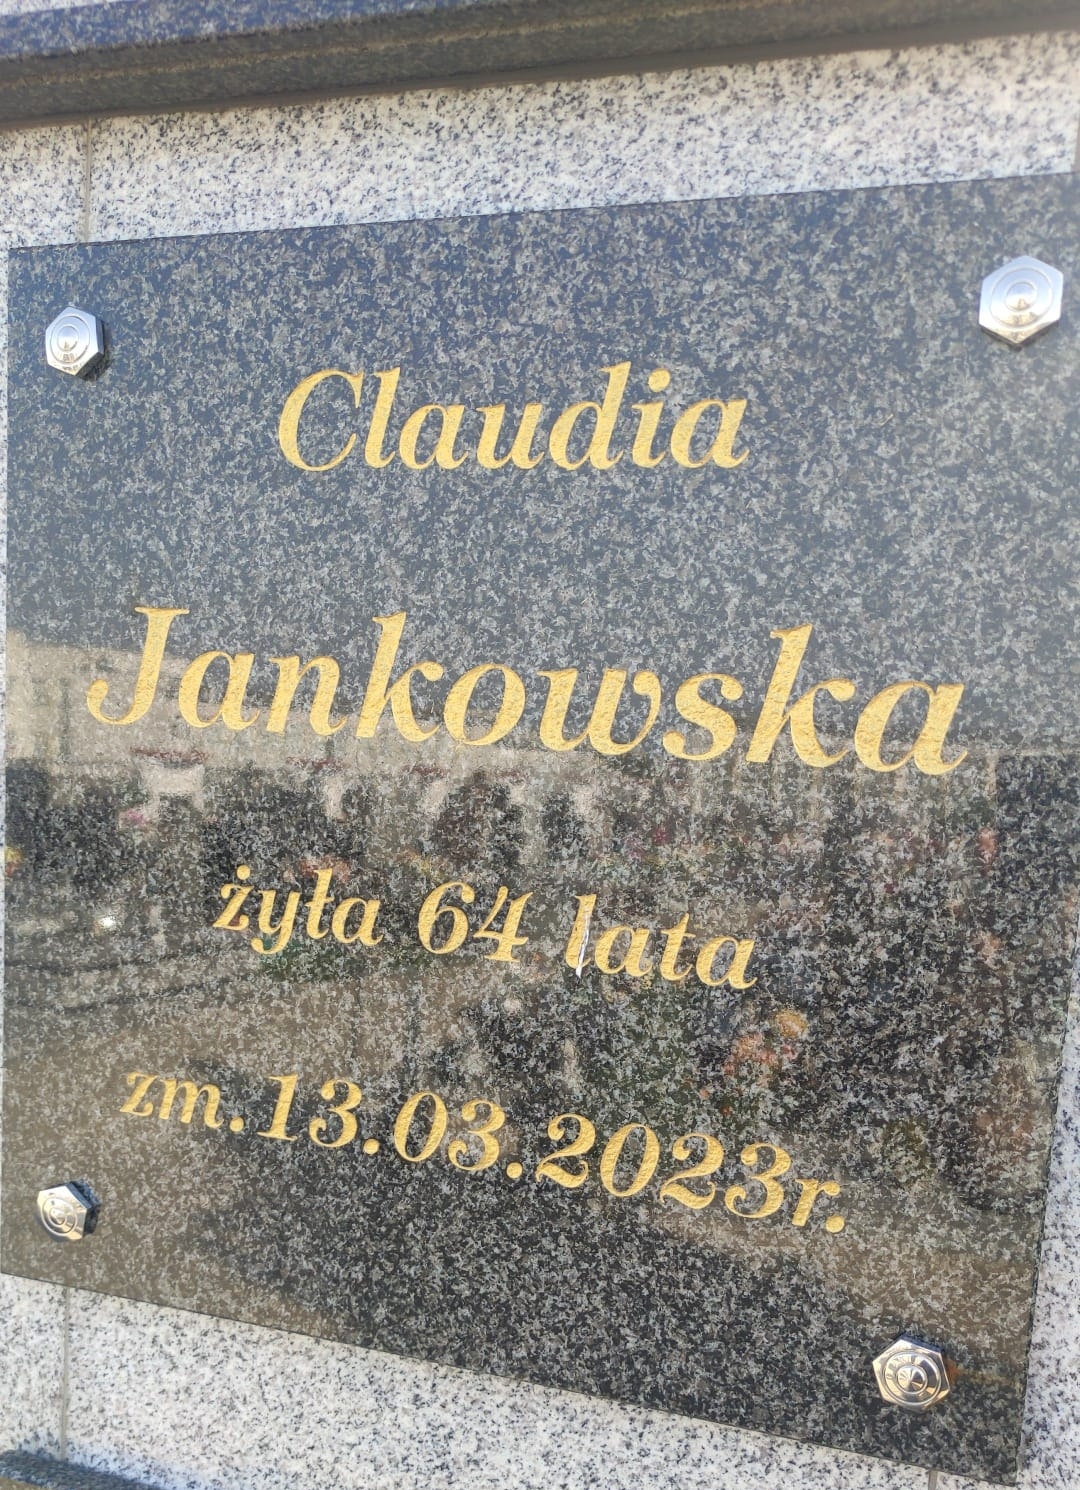 Claudia
Jankowska
żyła 64 lata
zm.13.03.2023r.